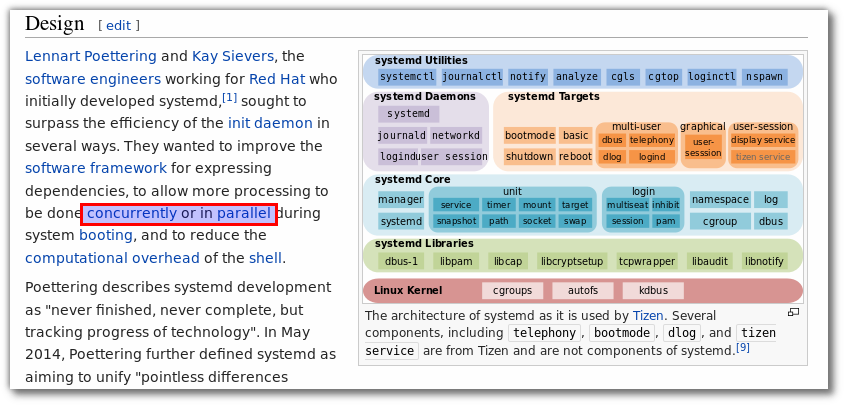 Design [ edit ]
Lennart Poettering and Kay Sievers, the
software engineers working for Red Hat who
initially developed systemd,[1] sought to
surpass the efficiency of the init daemon in
several ways. They wanted to improve the
software framework for expressing
dependencies, to allow more processing to
be done concurrently or in parallel during
system booting, and to reduce the
computational overhead of the shell.
Poettering describes systemd development
as "never finished, never complete, but
tracking progress of technology". In May
2014, Poettering further defined systemd as
aiming to unify "pointless differences
systemd Utilities
systemctl journalctl notify analyze cgls cgtop loginctl nspawn
systemd Daemons
systemd
journald networkd
logind user session
systemd Targets
bootmode basic
shutdown reboot
multi-user
dbus telephony
dlog logind
graphical
user-
sesssion
user-session
display service
tizen service
systemd Core
manager
systemd
unit
service timer mount target
snapshot path socket swap
login
multiseat inhibit
session pam
namespace log
cgroup dbus
systemd Libraries
dbus-1 libpam libcap libcryptsetup tcpwrapper libaudit libnotify
Linux Kernel cgroups autofs kdbus
The architecture of systemd as it is used by Tizen. Several
components, including telephony, bootmode, dlog, and tizen
service are from Tizen and are not components of systemd.[9]